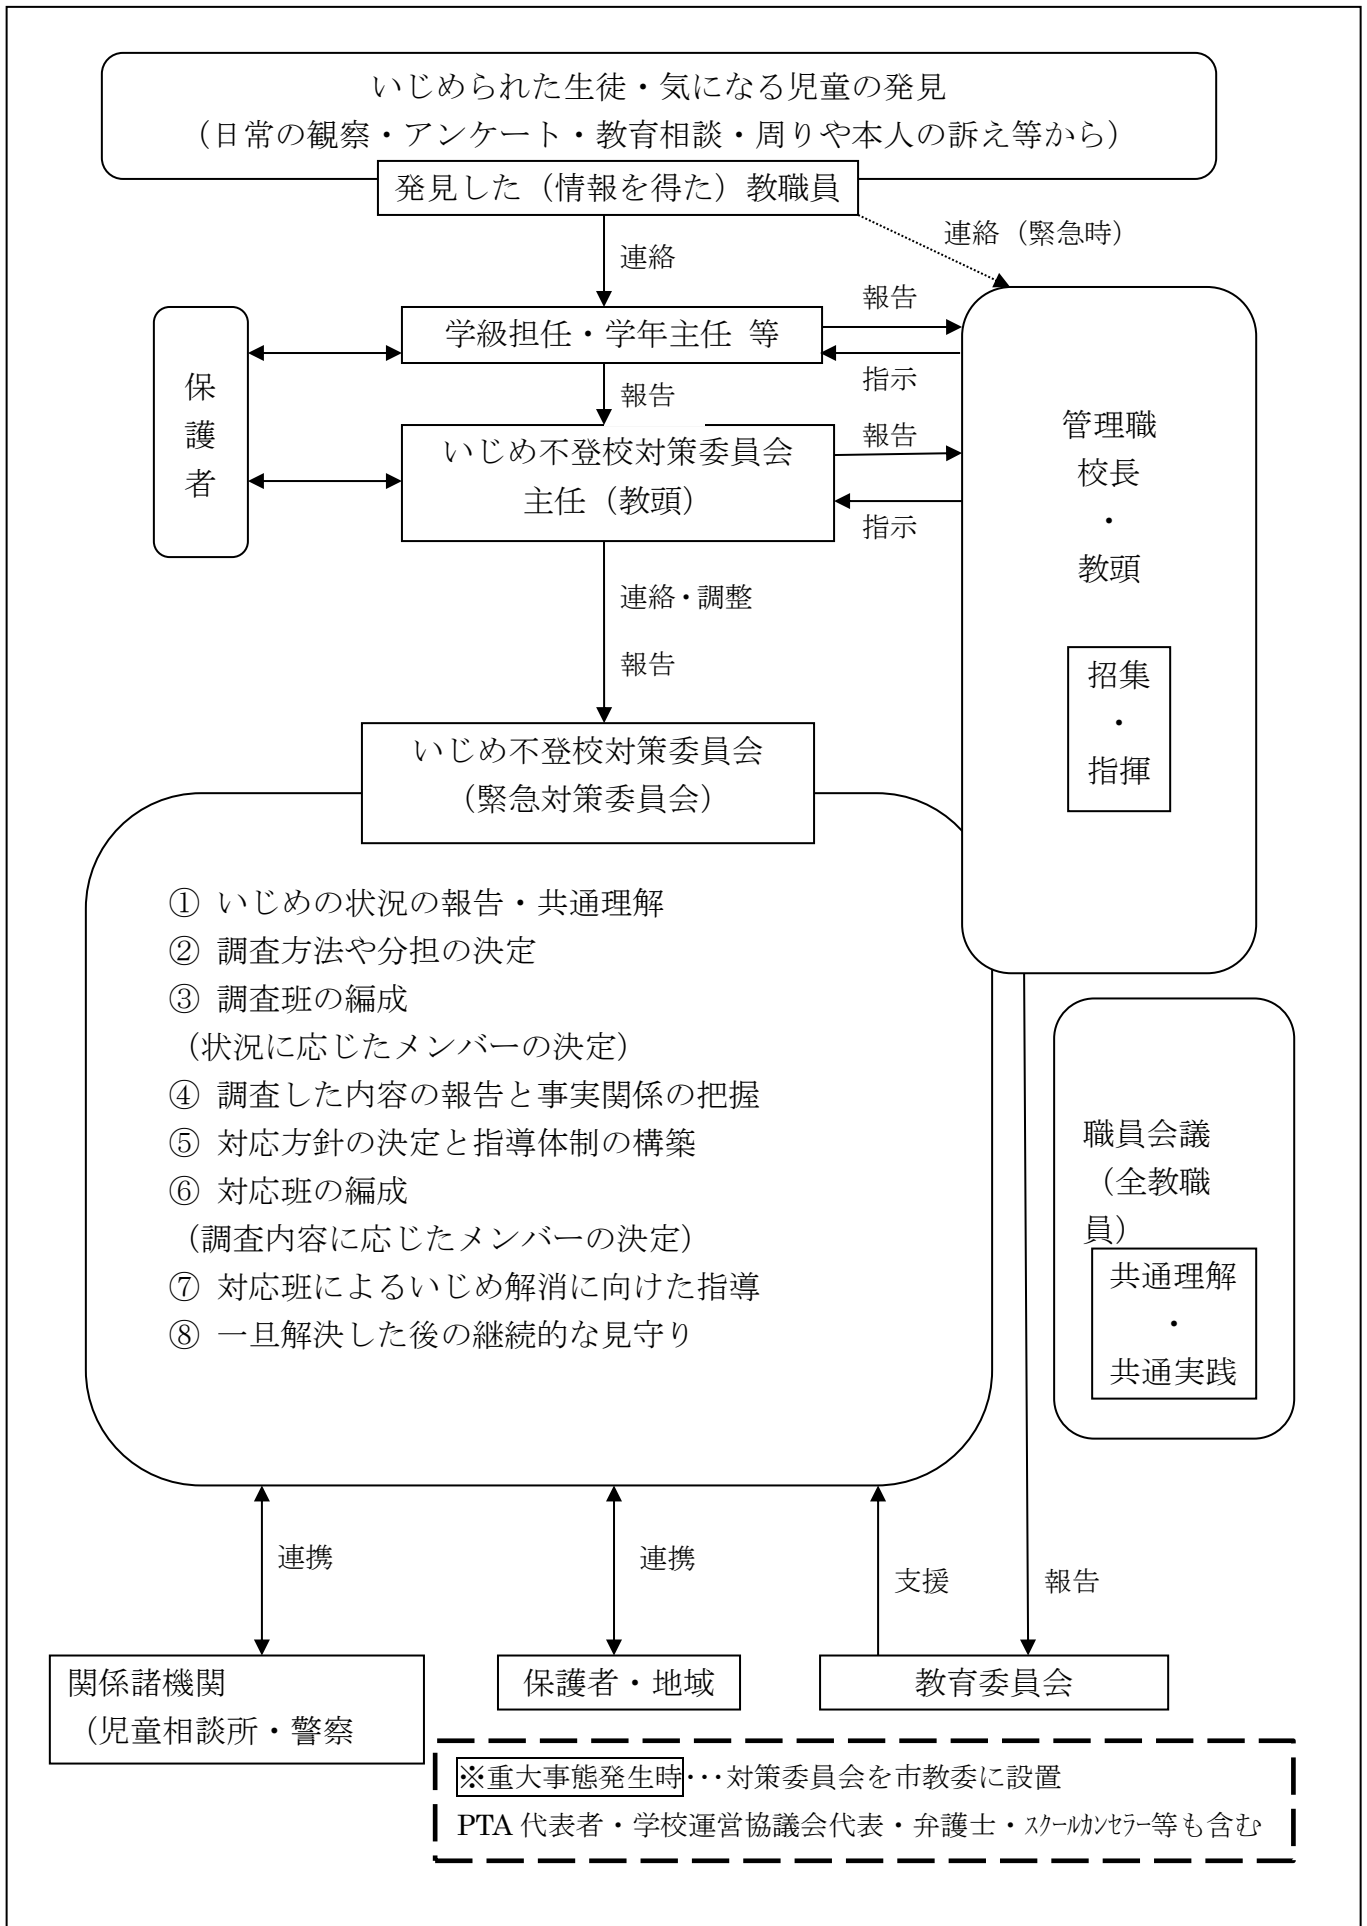 いじめられた生徒・気になる児童の発見
（日常の観察・アンケート・教育相談・周りや本人の訴え等から）
発見した（情報を得た）教職員
連絡（緊急時）
連絡
報告
学級担任・学年主任 等
指示
保
護
者
報告
管理職
校長
・
教頭
報告
いじめ不登校対策委員会
主任（教頭）
指示
連絡・調整
報告
招集
・
指揮
いじめ不登校対策委員会
（緊急対策委員会）
① いじめの状況の報告・共通理解
② 調査方法や分担の決定
③ 調査班の編成
（状況に応じたメンバーの決定）
④ 調査した内容の報告と事実関係の把握
⑤ 対応方針の決定と指導体制の構築
⑥ 対応班の編成
（調査内容に応じたメンバーの決定）
⑦ 対応班によるいじめ解消に向けた指導
⑧ 一旦解決した後の継続的な見守り
職員会議
（全教職
員）
共通理解
・
共通実践
連携
連携
支援
報告
関係諸機関
（児童相談所・警察
保護者・地域
教育委員会
※重大事態発生時･･･対策委員会を市教委に設置
PTA 代表者・学校運営協議会代表・弁護士・ｽｸｰﾙｶﾝｾﾗｰ等も含む